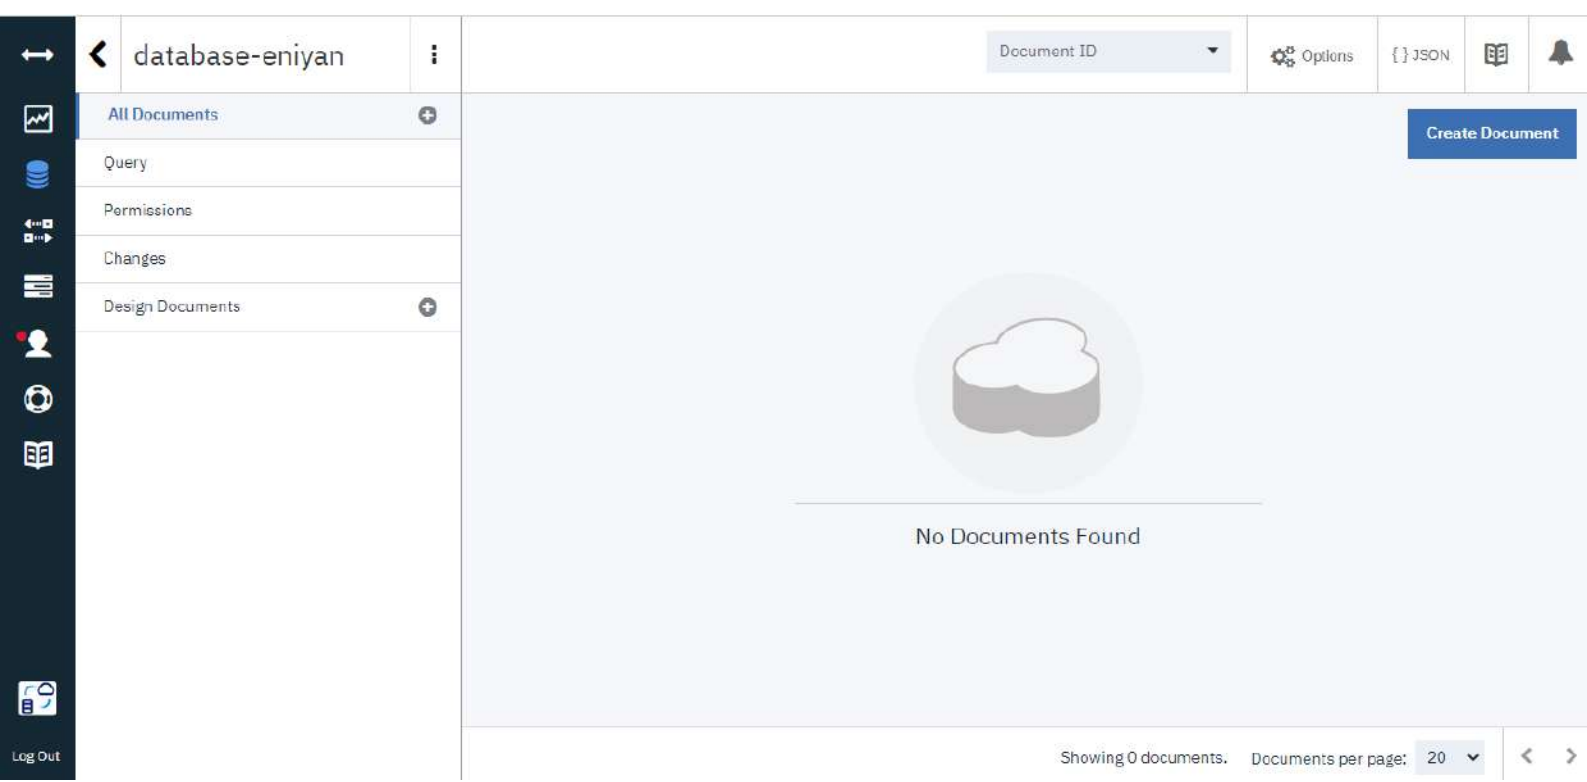 database-eniyan
Document ID
Options
{ } JSON
All Documents
Create Document
Query
Permissions
Changes
Design Documents
No Documents Found
Log Out
Showing 0 documents.
Documents per page: 20